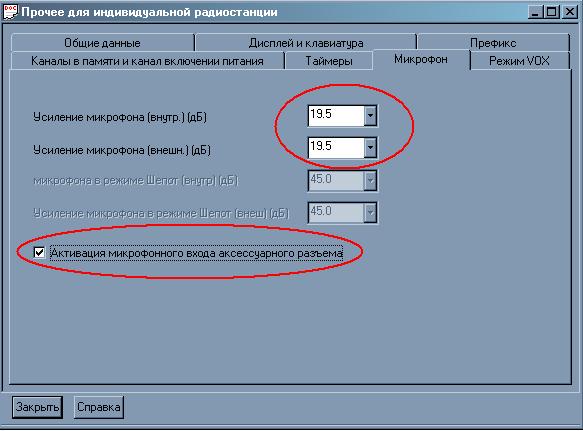 DOC
Прочее для индивидуальной радиостанции
Общие данные
Дисплей и клавиатура
Префикс
Каналы в памяти и канал включении питания
Таймеры
Микрофон
Режим VOX
Усиление микрофона (внутр.) (дБ)
19.5
Усиление микрофона (внешн.) (дБ)
19.5
микрофона в режиме Шепот (внутр) (дБ)
45.0
Усиление микрофона в режиме Шепот (внеш) (дБ)
45.0
Активация микрофонного входа аксессуарного разъема
Закрыть
Справка